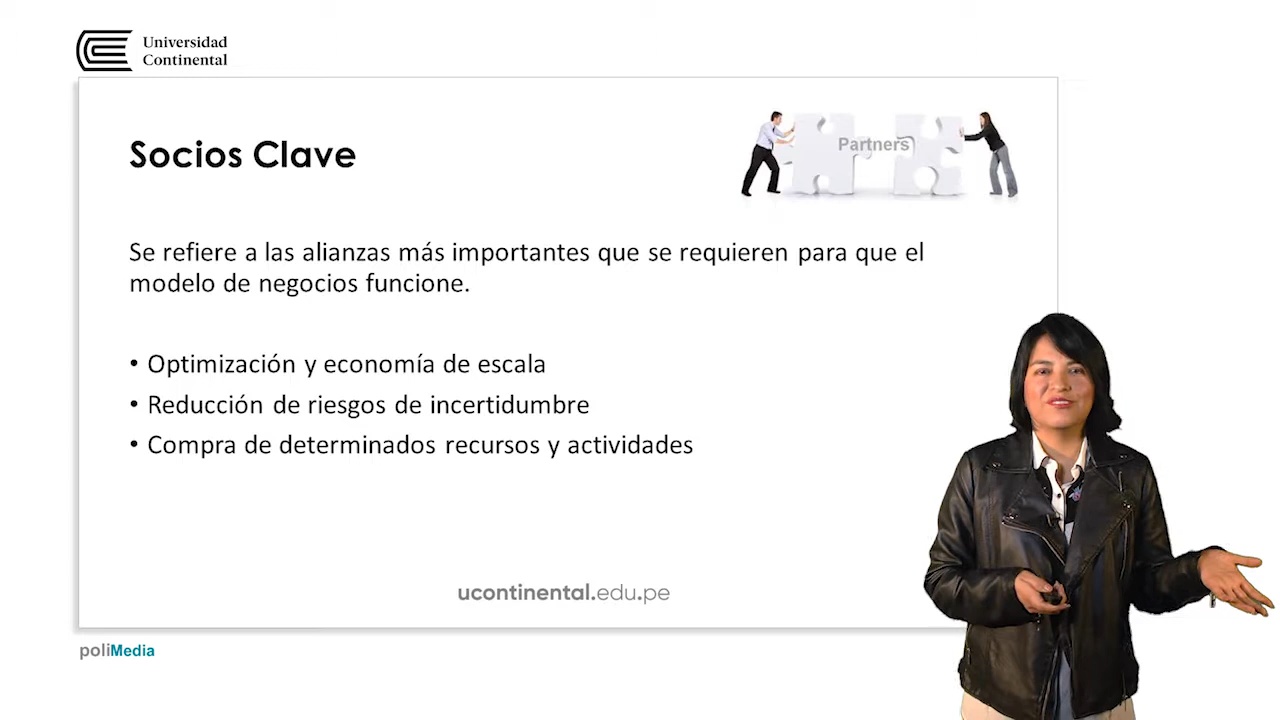 Universidad
Continental
Socios Clave
Partners
Se refiere a las alianzas más importantes que se requieren para que el
modelo de negocios funcione.
• Optimización y economía de escala
• Reducción de riesgos de incertidumbre
• Compra de determinados recursos y actividades
ucontinental.edu.pe
poliMedia